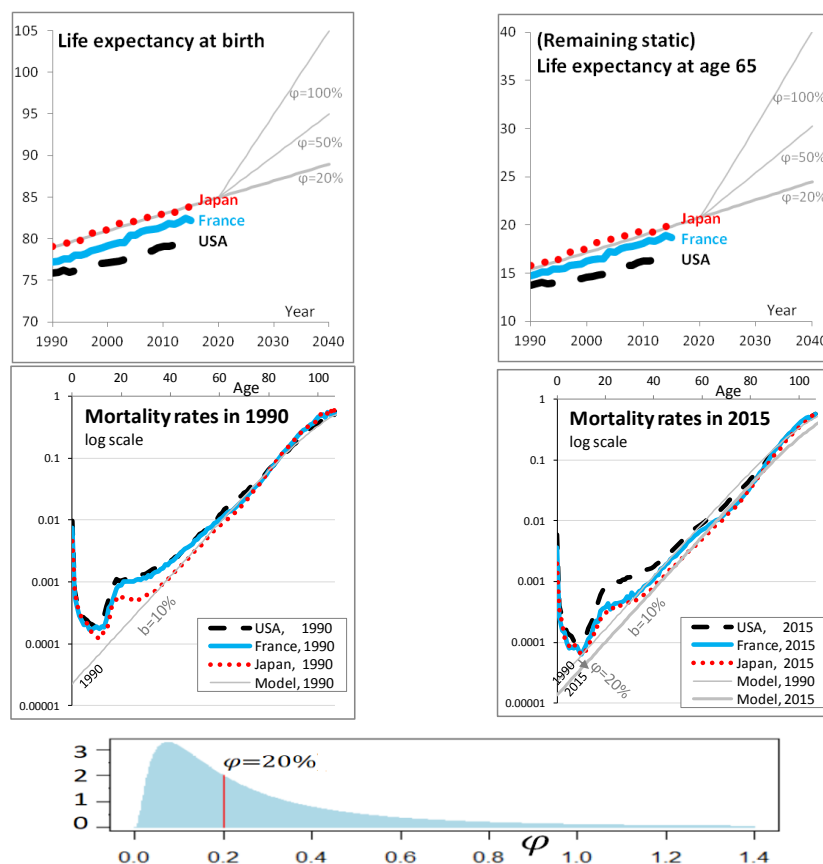 Life expectancy at birth
105
100
95
90
85
80
75
70
1990 2000 2010 2020 2030 2040
Year
φ=100%
φ=50%
φ=20%
Japan
France
USA
(Remaining static)
Life expectancy at age 65
40
35
30
25
20
15
10
1990 2000 2010 2020 2030 2040
Year
φ=100%
φ=50%
φ=20%
Japan
France
USA
0 20 40 60 80 100
Age
Mortality rates in 1990
log scale
1
0.1
0.01
0.001
0.0001
0.00001
b=10%
1990
USA, 1990
France, 1990
Japan, 1990
Model, 1990
0 20 40 60 80 100
Age
Mortality rates in 2015
log scale
1
0.1
0.01
0.001
0.0001
0.00001
b=10%
1990
2015
φ=20%
USA, 2015
France, 2015
Japan, 2015
Model, 1990
Model, 2015
3
2
1
0
φ=20%
0.0 0.2 0.4 0.6 0.8 1.0 1.2 1.4
φ